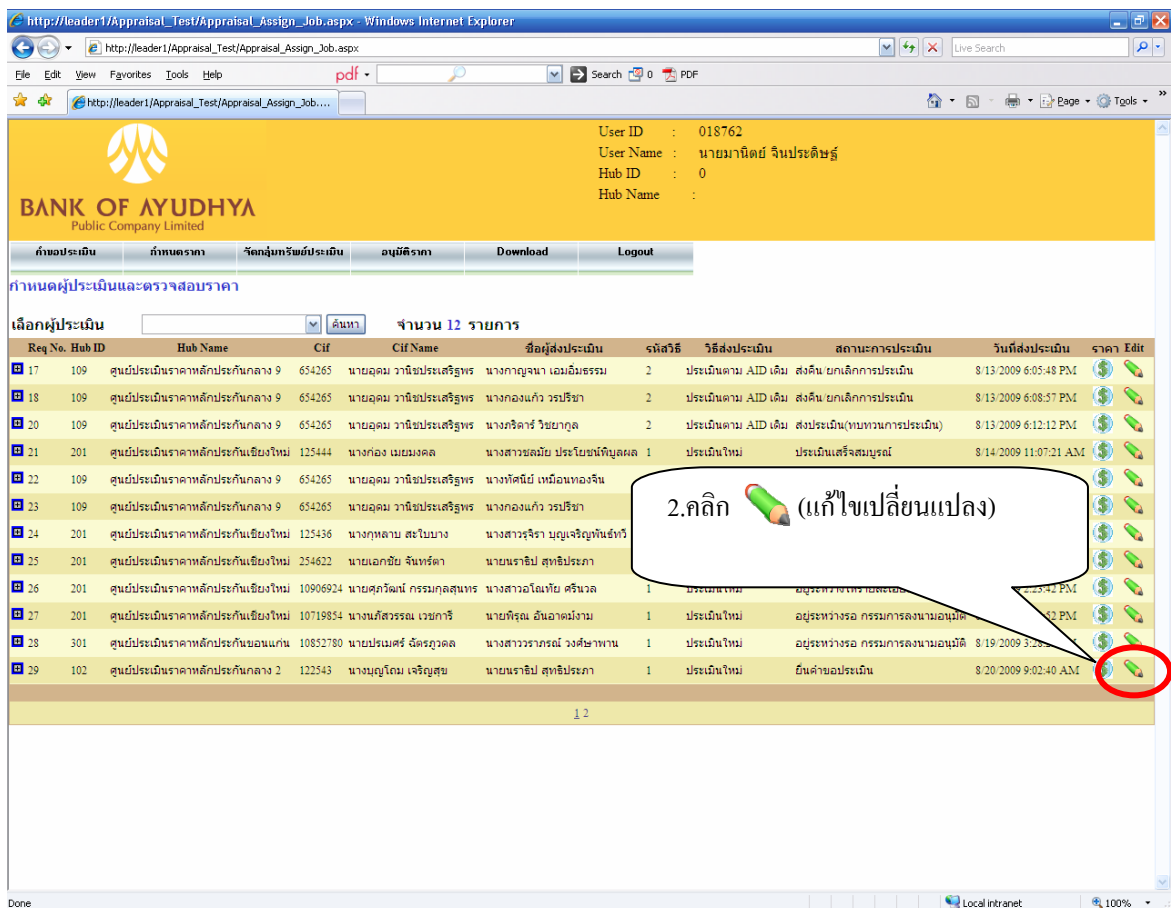 http://leader1/Appraisal_Test/Appraisal_Assign_Job.aspx - Windows Internet Explorer
http://leader1/Appraisal_Test/Appraisal_Assign_Job.aspx
Live Search
File Edit View Favorites Tools Help pdf Search 0 PDF
http://leader1/Appraisal_Test/Appraisal_Assign_Job.... Page Tools
User ID : 018762
User Name : นายมานิตย์ จินประดิษฐ์
Hub ID : 0
Hub Name :
BANK OF AYUDHYA
Public Company Limited
คำขอประเมิน กำหนดราคา จัดกลุ่มทรัพย์ประเมิน อนุมัติราคา Download Logout
กำหนดผู้ประเมินและตรวจสอบราคา
เลือกผู้ประเมิน ค้นหา จำนวน 12 รายการ
Req No. Hub ID Hub Name Cif Cif Name ชื่อผู้ส่งประเมิน รหัสวิธี วิธีส่งประเมิน สถานะการประเมิน วันที่ส่งประเมิน ราคา Edit
17 109 ศูนย์ประเมินราคาหลักประกันกลาง 9 654265 นายอุดม วานิชประเสริฐพร นางกาญจนา เอมอิ่มธรรม 2 ประเมินตาม AID เดิม ส่งคืน/ยกเลิกการประเมิน 8/13/2009 6:05:48 PM
18 109 ศูนย์ประเมินราคาหลักประกันกลาง 9 654265 นายอุดม วานิชประเสริฐพร นางกองแก้ว วรปรีชา 2 ประเมินตาม AID เดิม ส่งคืน/ยกเลิกการประเมิน 8/13/2009 6:08:57 PM
20 109 ศูนย์ประเมินราคาหลักประกันกลาง 9 654265 นายอุดม วานิชประเสริฐพร นางภริตาร์ วิชยากูล 2 ประเมินตาม AID เดิม ส่งประเมิน(ทบทวนการประเมิน) 8/13/2009 6:12:12 PM
21 201 ศูนย์ประเมินราคาหลักประกันเชียงใหม่ 125444 นางก่อง เมยมงคล นางสาวชลมัย ประโยชน์พิบูลผล 1 ประเมินใหม่ ประเมินเสร็จสมบูรณ์ 8/14/2009 11:07:21 AM
22 109 ศูนย์ประเมินราคาหลักประกันกลาง 9 654265 นายอุดม วานิชประเสริฐพร นางทัศนีย์ เหมือนทองจีน
23 109 ศูนย์ประเมินราคาหลักประกันกลาง 9 654265 นายอุดม วานิชประเสริฐพร นางกองแก้ว วรปรีชา
24 201 ศูนย์ประเมินราคาหลักประกันเชียงใหม่ 125436 นางกุหลาบ สะใบบาง นางสาวรุจิรา บุญเจริญพันธ์ทวี
25 201 ศูนย์ประเมินราคาหลักประกันเชียงใหม่ 254622 นายเอกชัย จันทร์ตา นายนราธิป สุทธิประภา
26 201 ศูนย์ประเมินราคาหลักประกันเชียงใหม่ 10906924 นายศุภวัฒน์ กรรมกุลสุนทร นางสาวอโณทัย ศรีนวล 1 ประเมินใหม่ 2:25:42 PM
27 201 ศูนย์ประเมินราคาหลักประกันเชียงใหม่ 10719854 นางนภัสวรรณ เวชการี นายพิรุณ อันอาตม์งาม 1 ประเมินใหม่ อยู่ระหว่างรอ กรรมการลงนามอนุมัติ PM
28 301 ศูนย์ประเมินราคาหลักประกันขอนแก่น 10852780 นายปรเมศร์ ฉัตรภูวดล นางสาววราภรณ์ วงศ์ษาพาน 1 ประเมินใหม่ อยู่ระหว่างรอ กรรมการลงนามอนุมัติ 8/19/2009
29 102 ศูนย์ประเมินราคาหลักประกันกลาง 2 122543 นางบุญโถม เจริญสุข นายนราธิป สุทธิประภา 1 ประเมินใหม่ ยื่นคำขอประเมิน 8/20/2009 9:02:40 AM
2.คลิก (แก้ไขเปลี่ยนแปลง)
1 2
Done Local intranet 100%